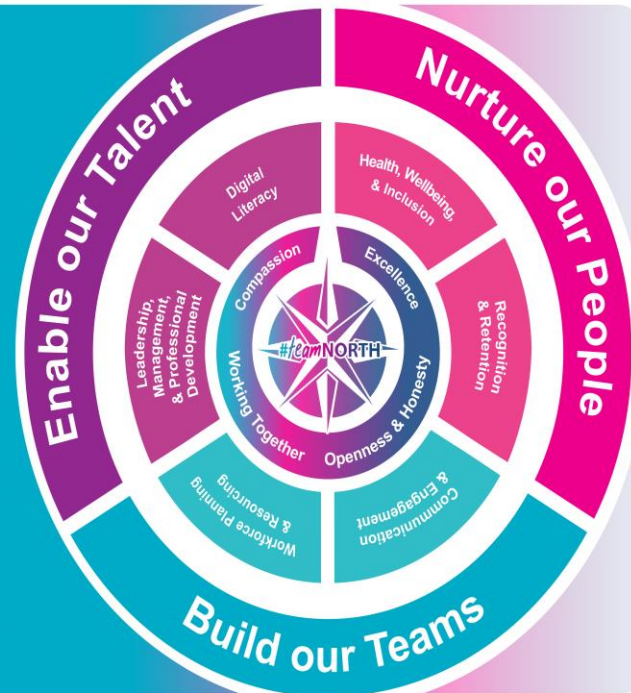 Enable our Talent
Nurture our People
Build our Teams
Digital
Literacy
Health, Wellbeing,
& Inclusion
Leadership,
Management,
& Professional
Development
Recognition
& Retention
Workforce Planning
& Resourcing
Communication
& Engagement
Compassion
Excellence
Working Together
Openness & Honesty
#teamNORTH